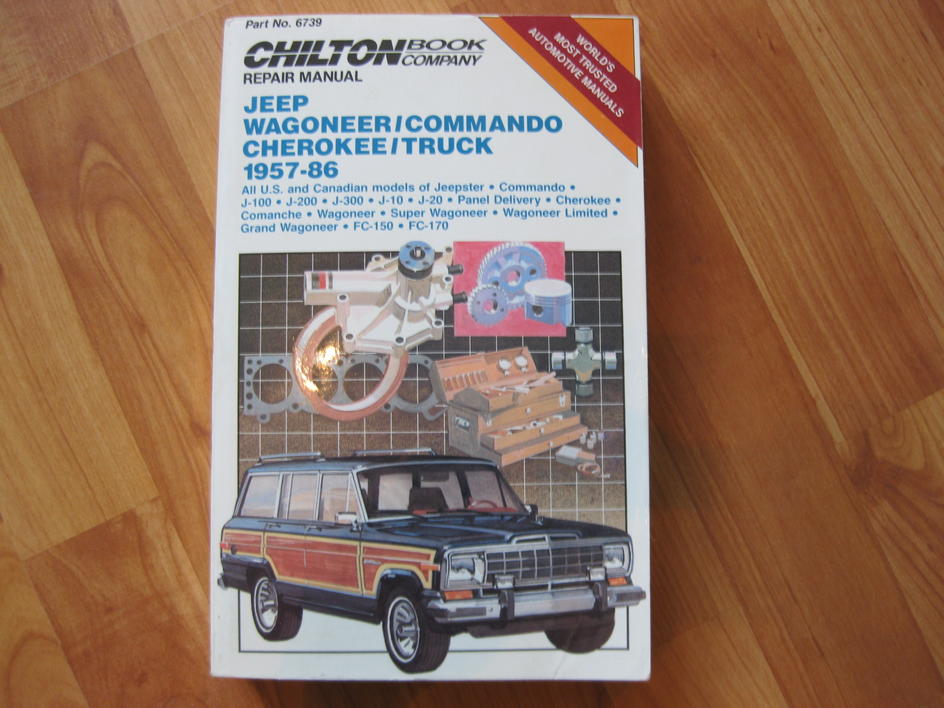 Part No. 6739
CHILTON BOOK COMPANY
REPAIR MANUAL
WORLD'S
MOST TRUSTED
AUTOMOTIVE MANUALS
JEEP
WAGONEER/COMMANDO
CHEROKEE/TRUCK
1957-86
All U.S. and Canadian models of Jeepster • Commando •
J-100 • J-200 • J-300 • J-10 • J-20 • Panel Delivery • Cherokee •
Comanche • Wagoneer • Super Wagoneer • Wagoneer Limited •
Grand Wagoneer • FC-150 • FC-170